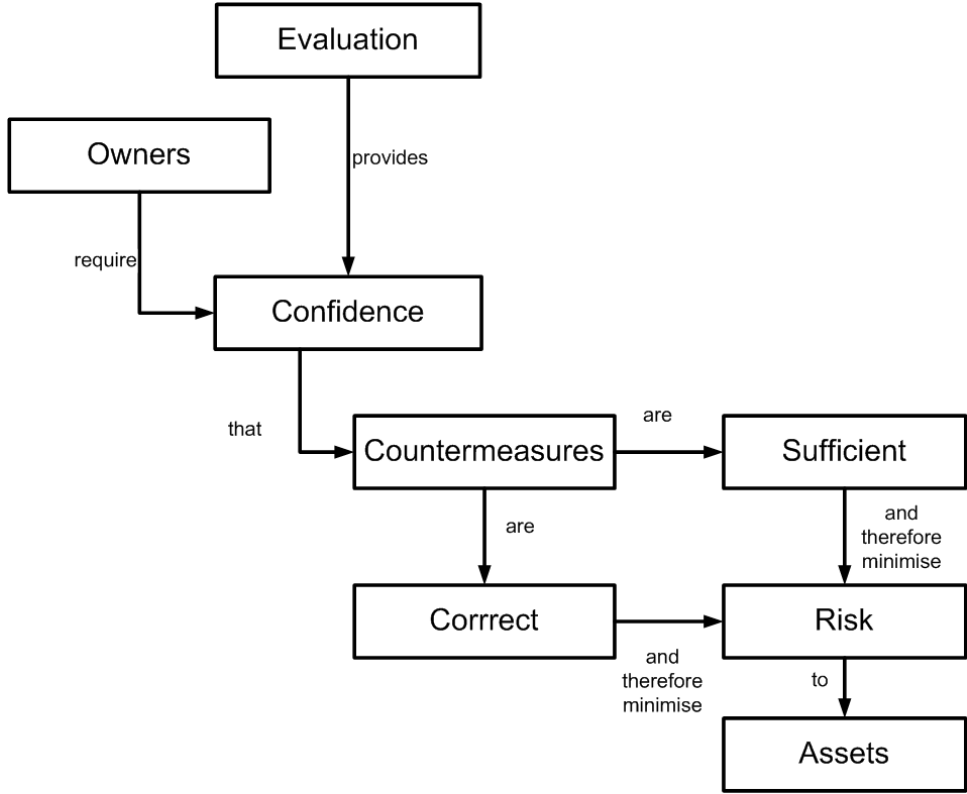 Evaluation
Owners
provides
require
Confidence
that
Countermeasures
are
Sufficient
are
and
therefore
minimise
Corrrect
and
therefore
minimise
Risk
to
Assets